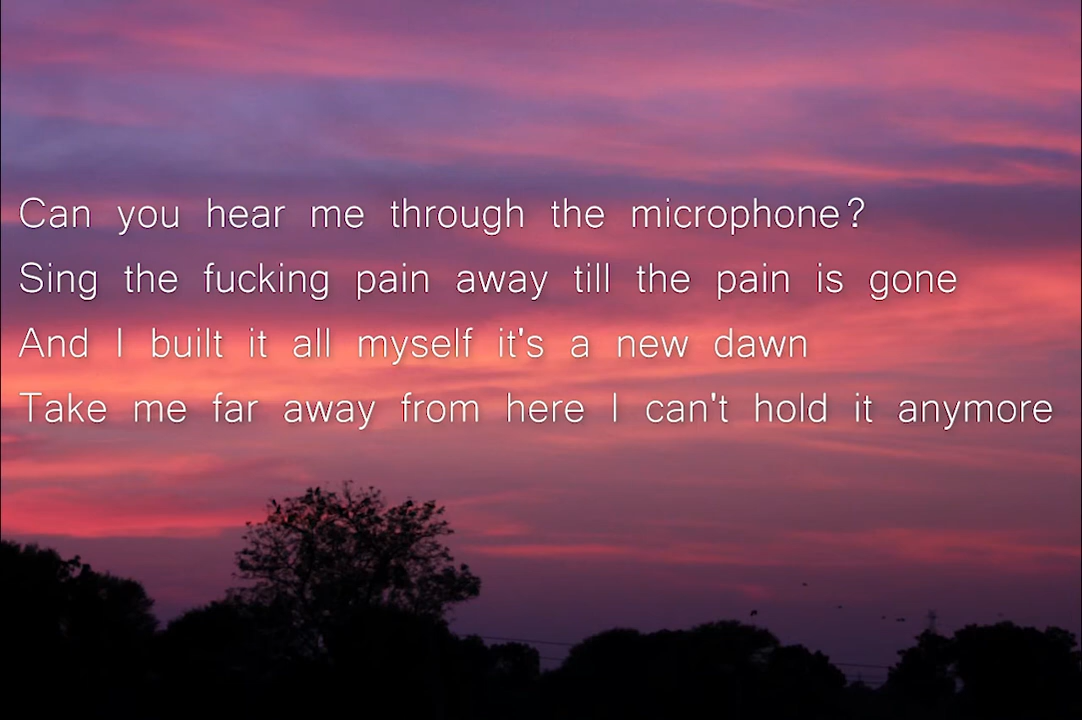 Can you hear me through the microphone?
Sing the fucking pain away till the pain is gone
And I built it all myself it's a new dawn
Take me far away from here I can't hold it anymore